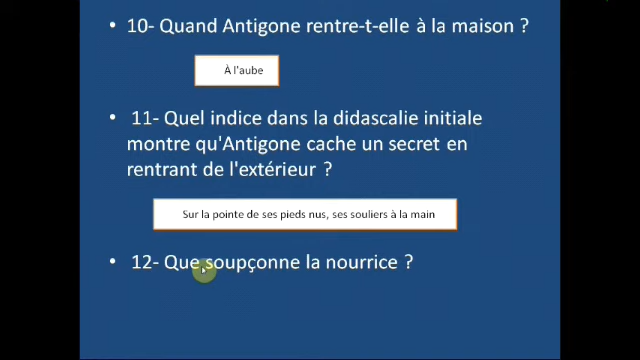 • 10- Quand Antigone rentre-t-elle à la maison ?
À l'aube
• 11- Quel indice dans la didascalie initiale
montre qu'Antigone cache un secret en
rentrant de l'extérieur ?
Sur la pointe de ses pieds nus, ses souliers à la main
• 12- Que soupçonne la nourrice ?